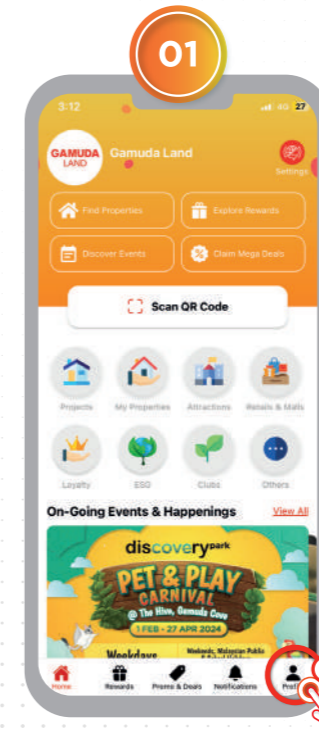 01
3:12
4G 27
GAMUDA
LAND
Gamuda Land
Settings
Find Properties
Explore Rewards
Discover Events
Claim Mega Deals
Scan QR Code
Projects
My Properties
Attractions
Retails & Malls
Loyalty
ESG
Clubs
Others
On-Going Events & Happenings
View All
discoverypark
PET & PLAY
CARNIVAL
@ The Hive, Gamuda Cove
1 FEB - 27 APR 2024
Weekdays
Weekends, Malaysian Public
Home
Rewards
Promo & Deals
Notifications